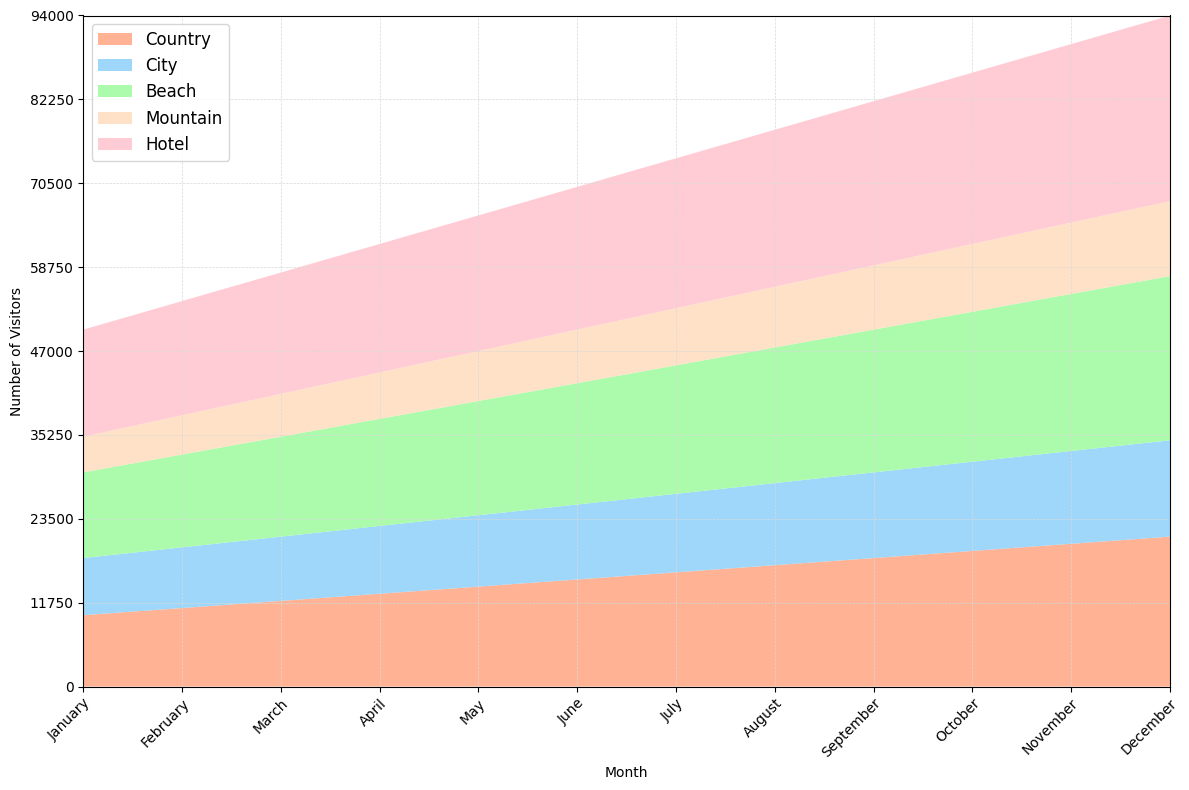 94000
82250
70500
58750
47000
35250
23500
11750
0
Number of Visitors
Country
City
Beach
Mountain
Hotel
January
February
March
April
May
June
July
August
September
October
November
December
Month